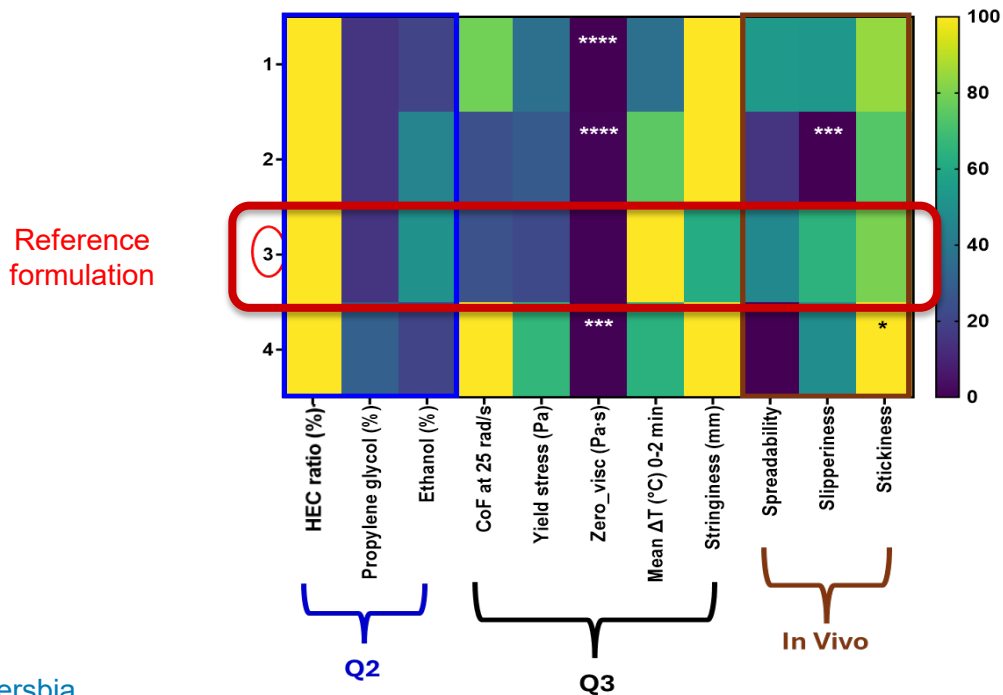 100
80
60
40
20
0
1
2
3
4
****
****
***
***
*
Reference
formulation
HEC ratio (%)
Propylene glycol (%)
Ethanol (%)
CoF at 25 rad/s
Yield stress (Pa)
Zero_visc (Pa·s)
Mean ΔT (°C) 0-2 min
Stringiness (mm)
Spreadability
Slipperiness
Stickiness
Q2
Q3
In Vivo